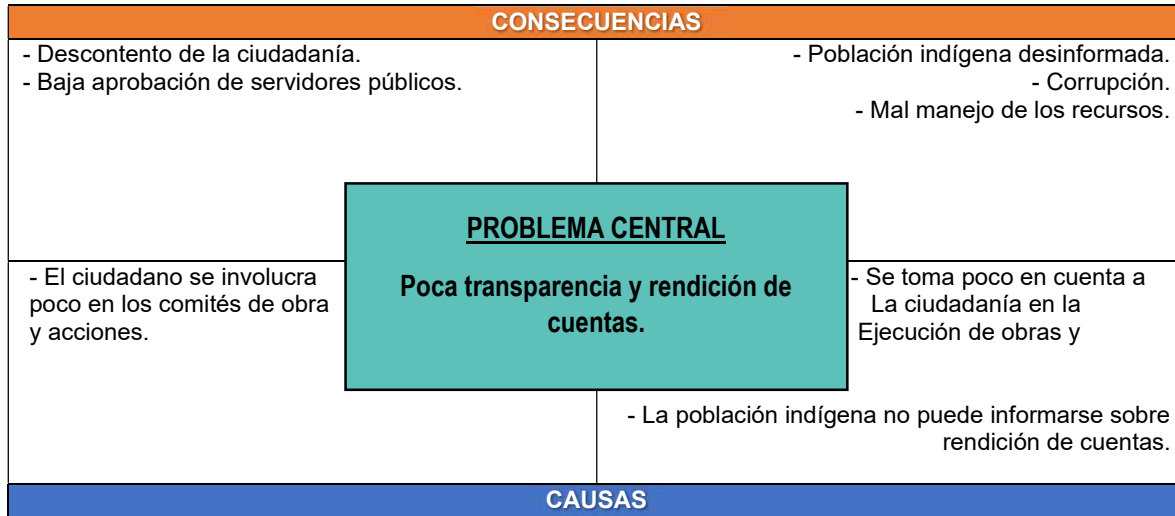 CONSECUENCIAS
- Descontento de la ciudadanía.
- Baja aprobación de servidores públicos.
- Población indígena desinformada.
- Corrupción.
- Mal manejo de los recursos.
PROBLEMA CENTRAL
Poca transparencia y rendición de
cuentas.
- El ciudadano se involucra
poco en los comités de obra
y acciones.
- Se toma poco en cuenta a
La ciudadanía en la
Ejecución de obras y
- La población indígena no puede informarse sobre
rendición de cuentas.
CAUSAS